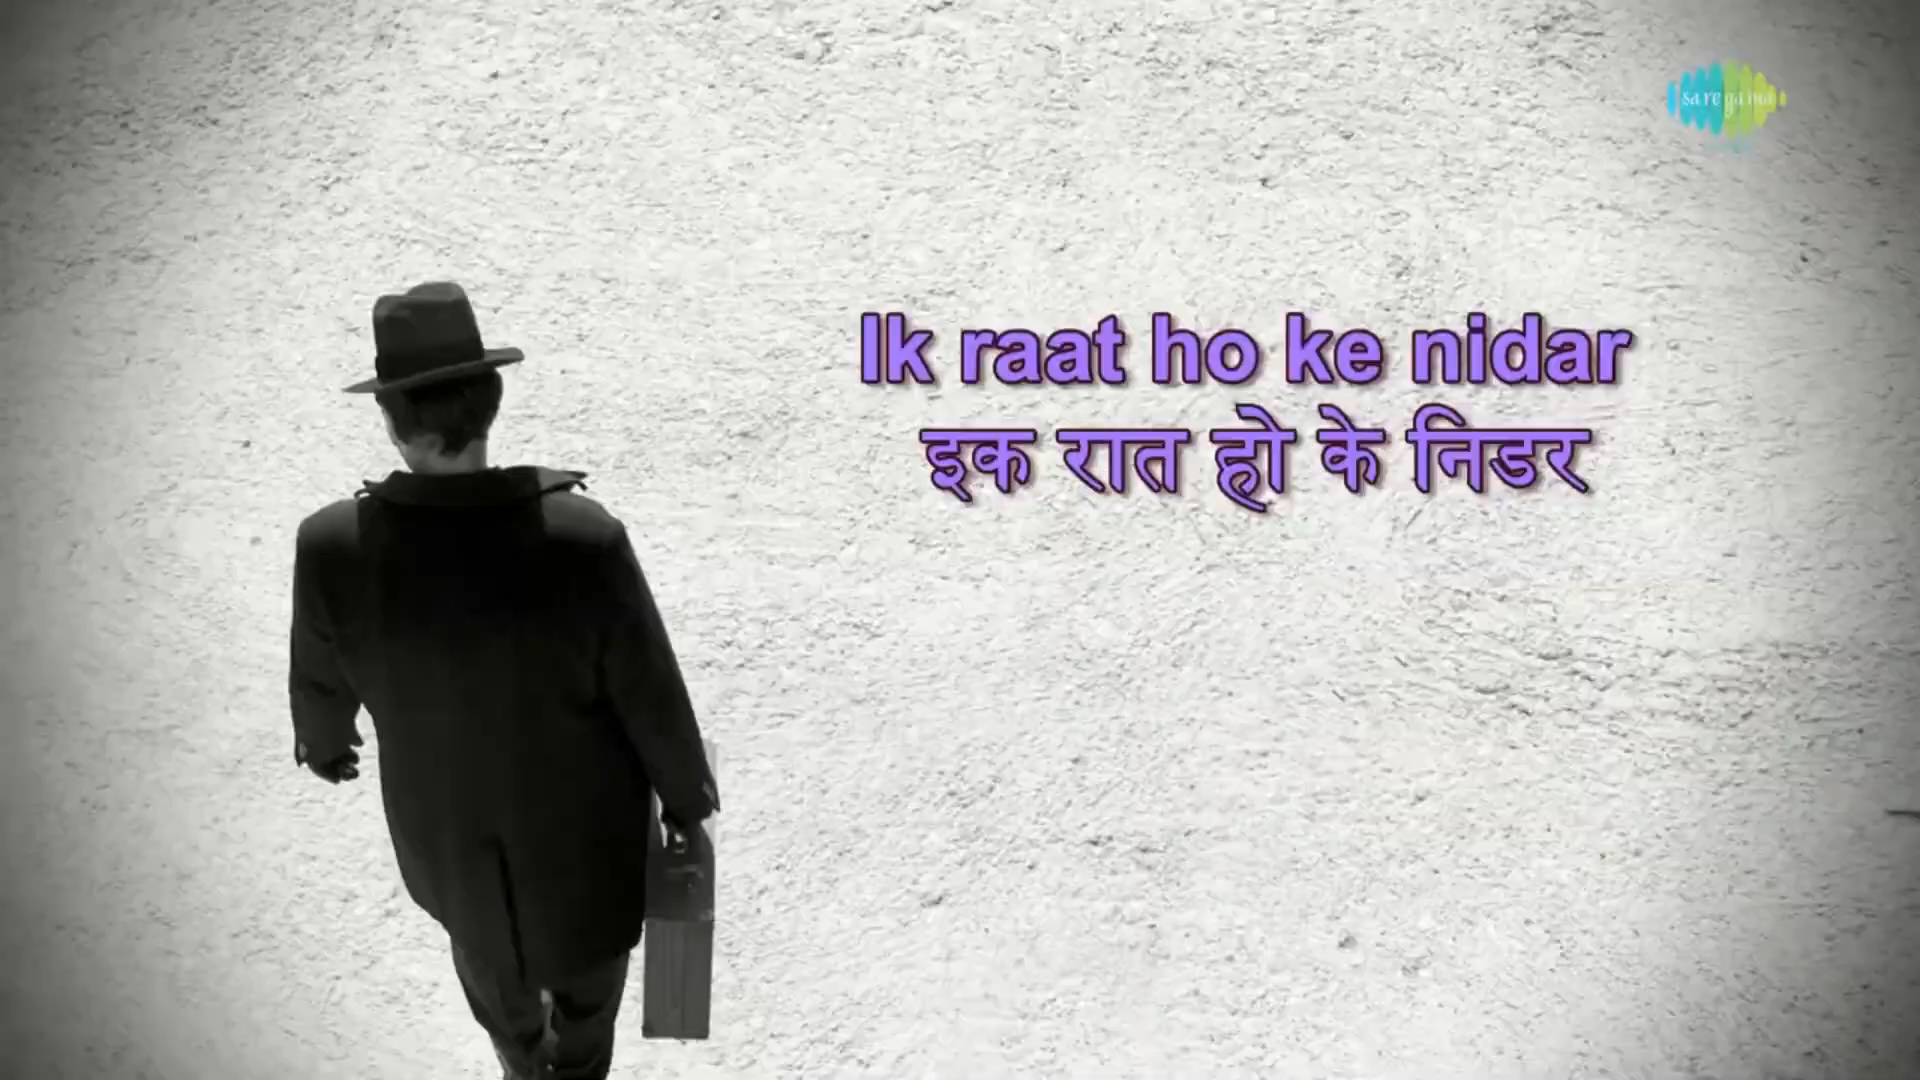 saregama
Ik raat ho ke nidar
इक रात हो के निडर